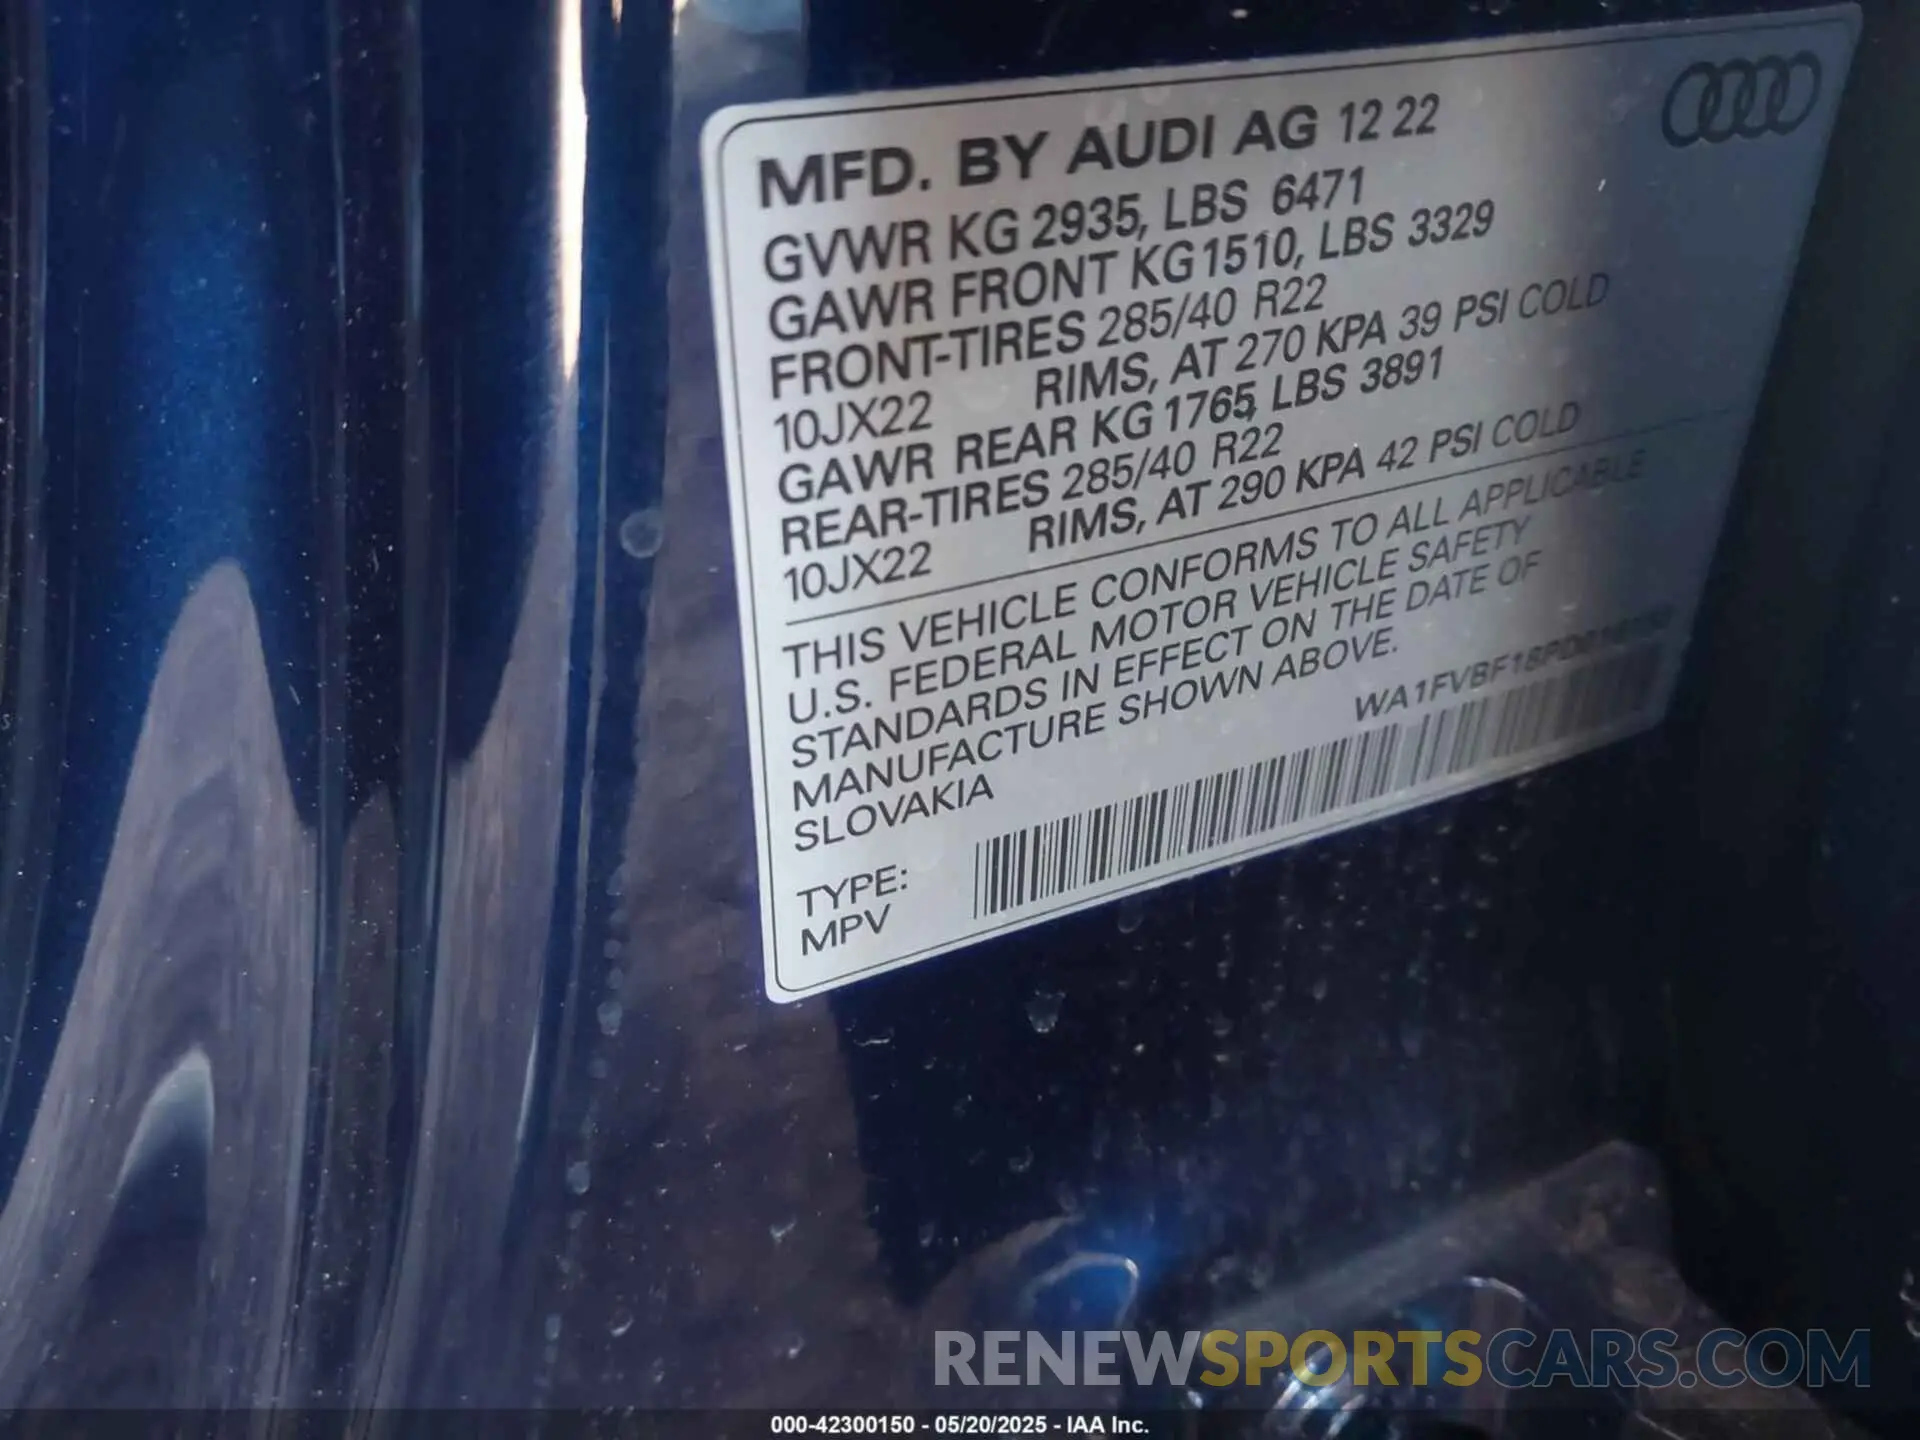 MFD. BY AUDI AG 12 22
GVWR KG 2935, LBS 6471
GAWR FRONT KG 1510, LBS 3329
FRONT-TIRES 285/40 R22
10JX22 RIMS, AT 270 KPA 39 PSI COLD
GAWR REAR KG 1765, LBS 3891
REAR-TIRES 285/40 R22
10JX22 RIMS, AT 290 KPA 42 PSI COLD
THIS VEHICLE CONFORMS TO ALL APPLICABLE
U.S. FEDERAL MOTOR VEHICLE SAFETY
STANDARDS IN EFFECT ON THE DATE OF
MANUFACTURE SHOWN ABOVE.
SLOVAKIA
TYPE:
MPV
RENEWSPORTSCARS.COM
000-42300150 - 05/20/2025 - IAA Inc.